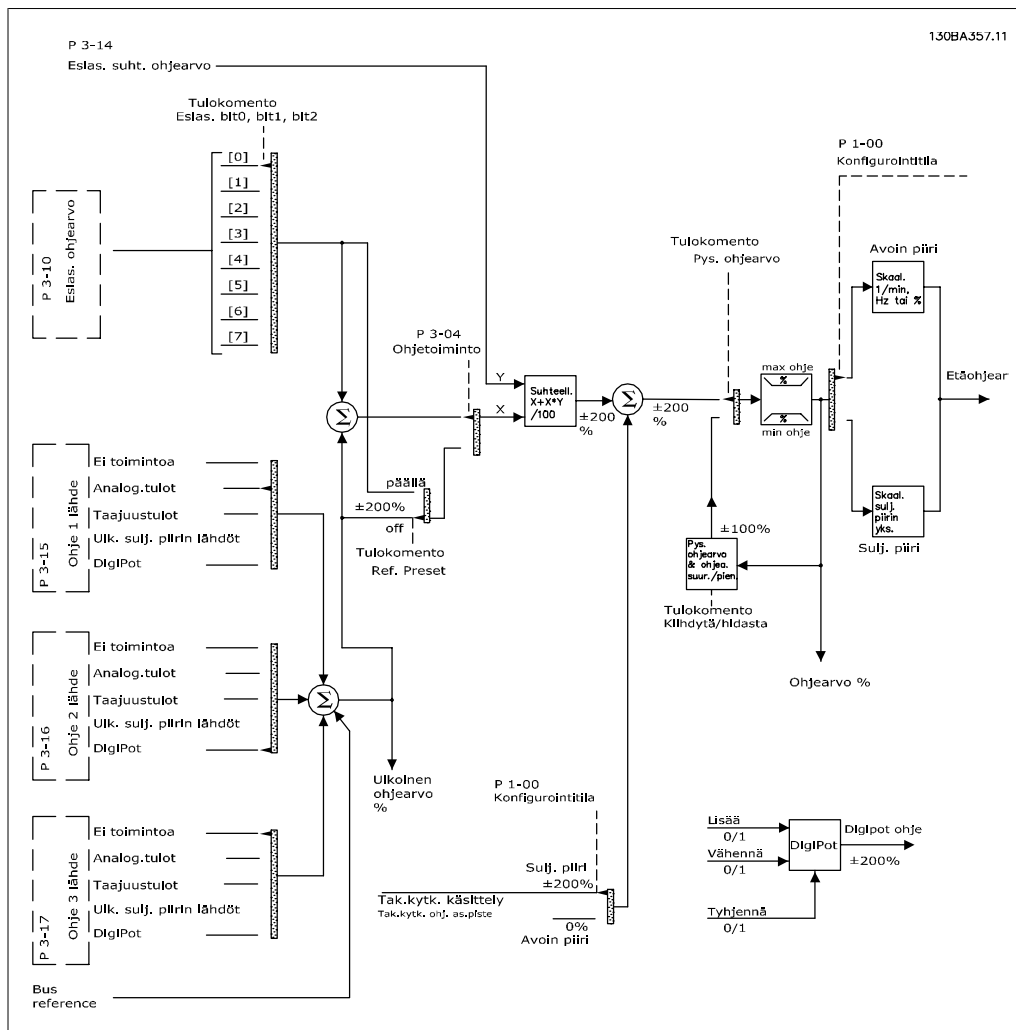 130BA357.11
P 3-14
Eslas. suht. ohjearvo
Tulokomento
Eslas. bIt0, bIt1, bIt2
P 3-10
Eslas. ohjearvo
[0]
[1]
[2]
[3]
[4]
[5]
[6]
[7]
P 1-00
Konfigurointitila
Tulokomento
Pys. ohjearvo
P 3-04
Ohjetoiminto
Avoin piiri
Skaal.
1/min,
Hz tai %
Y
X
Suhteell.
X+X*Y
/100
±200
%
Σ
±200
%
max ohje
%
%
min ohje
Etäohjear
Σ
päällä
±200%
off
Tulokomento
Ref. Preset
±100%
Pys.
ohjearvo
& ohjea.
suur./pien.
Tulokomento
KIIhdytä/hIdasta
Skaal.
sulj.
piirin
yks.
Sulj. piiri
Ohjearvo %
P 3-15
Ohje 1 lähde
Ei toimintoa
Analog.tulot
Taajuustulot
Ulk. sulj. pIIrIn lähdöt
DIgIPot
P 3-16
Ohje 2 lähde
Ei toimintoa
Analog.tulot
Taajuustulot
Ulk. sulj. pIIrIn lähdöt
DIgIPot
Σ
Ulkoinen
ohjearvo
%
P 3-17
Ohje 3 lähde
Ei toimintoa
Analog.tulot
Taajuustulot
Ulk. sulj. pIIrIn lähdöt
DIgIPot
Bus
reference
P 1-00
Konfigurointitila
Sulj. piiri
±200%
Tak.kytk. käsIttely
Tak.kytk. ohj. as.piste
0%
Avoin piiri
Lisää
0/1
Vähennä
0/1
Tyhjennä
0/1
DIgIPot
DIgIpot ohje
±200%